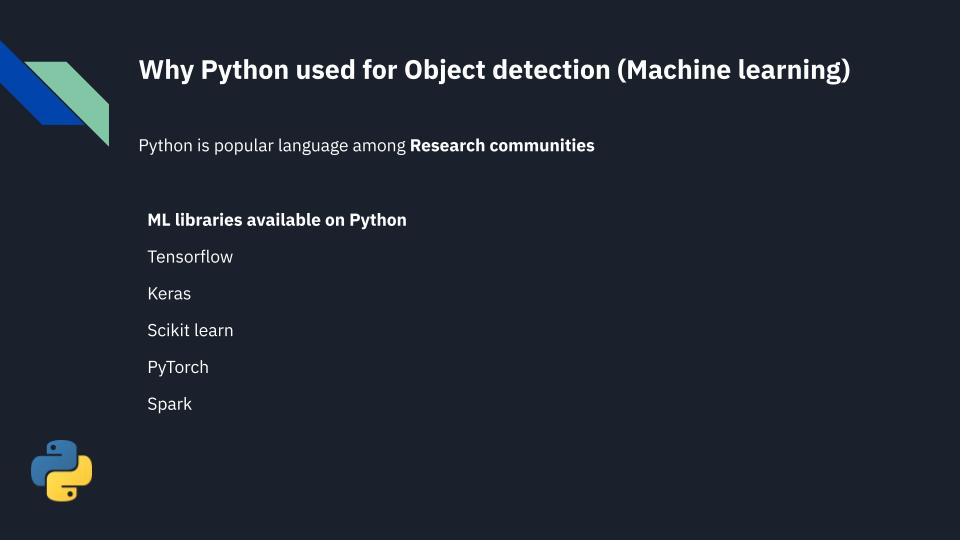 Why Python used for Object detection (Machine learning)
Python is popular language among Research communities
ML libraries available on Python
Tensorflow
Keras
Scikit learn
PyTorch
Spark